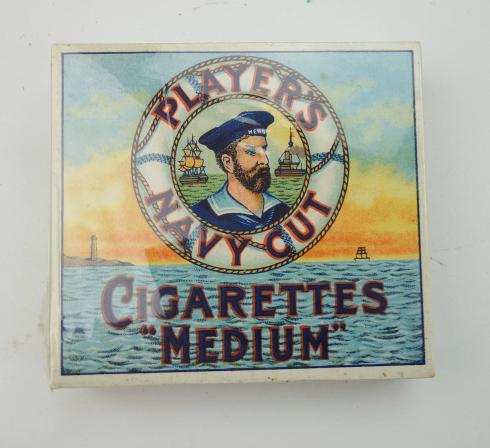 PLAYER'S
NAVY CUT
CIGARETTES
"MEDIUM"